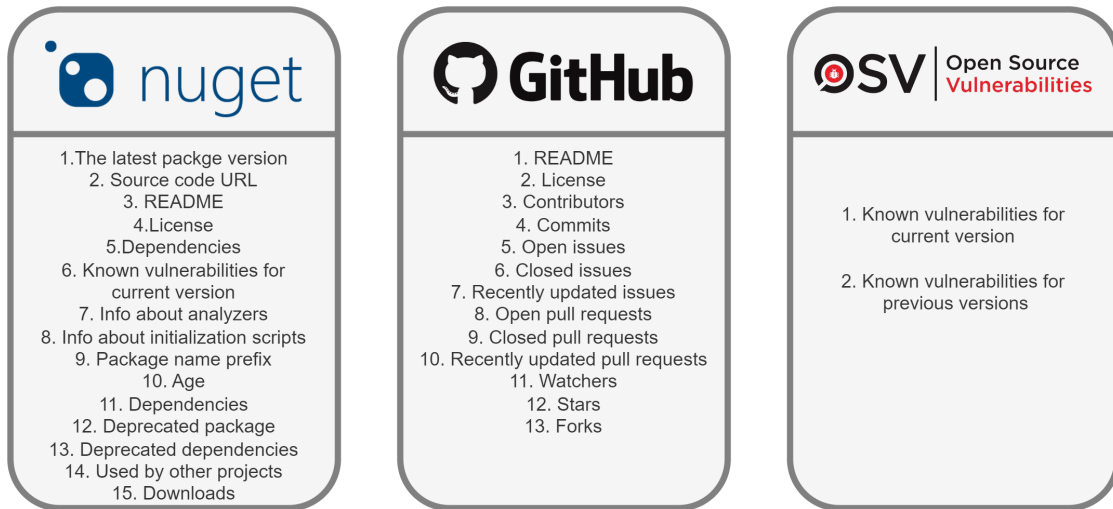 nuget
1.The latest packge version
2. Source code URL
3. README
4.License
5.Dependencies
6. Known vulnerabilities for
current version
7. Info about analyzers
8. Info about initialization scripts
9. Package name prefix
10. Age
11. Dependencies
12. Deprecated package
13. Deprecated dependencies
14. Used by other projects
15. Downloads
GitHub
1. README
2. License
3. Contributors
4. Commits
5. Open issues
6. Closed issues
7. Recently updated issues
8. Open pull requests
9. Closed pull requests
10. Recently updated pull requests
11. Watchers
12. Stars
13. Forks
OSV
Open Source
Vulnerabilities
1. Known vulnerabilities for
current version
2. Known vulnerabilities for
previous versions